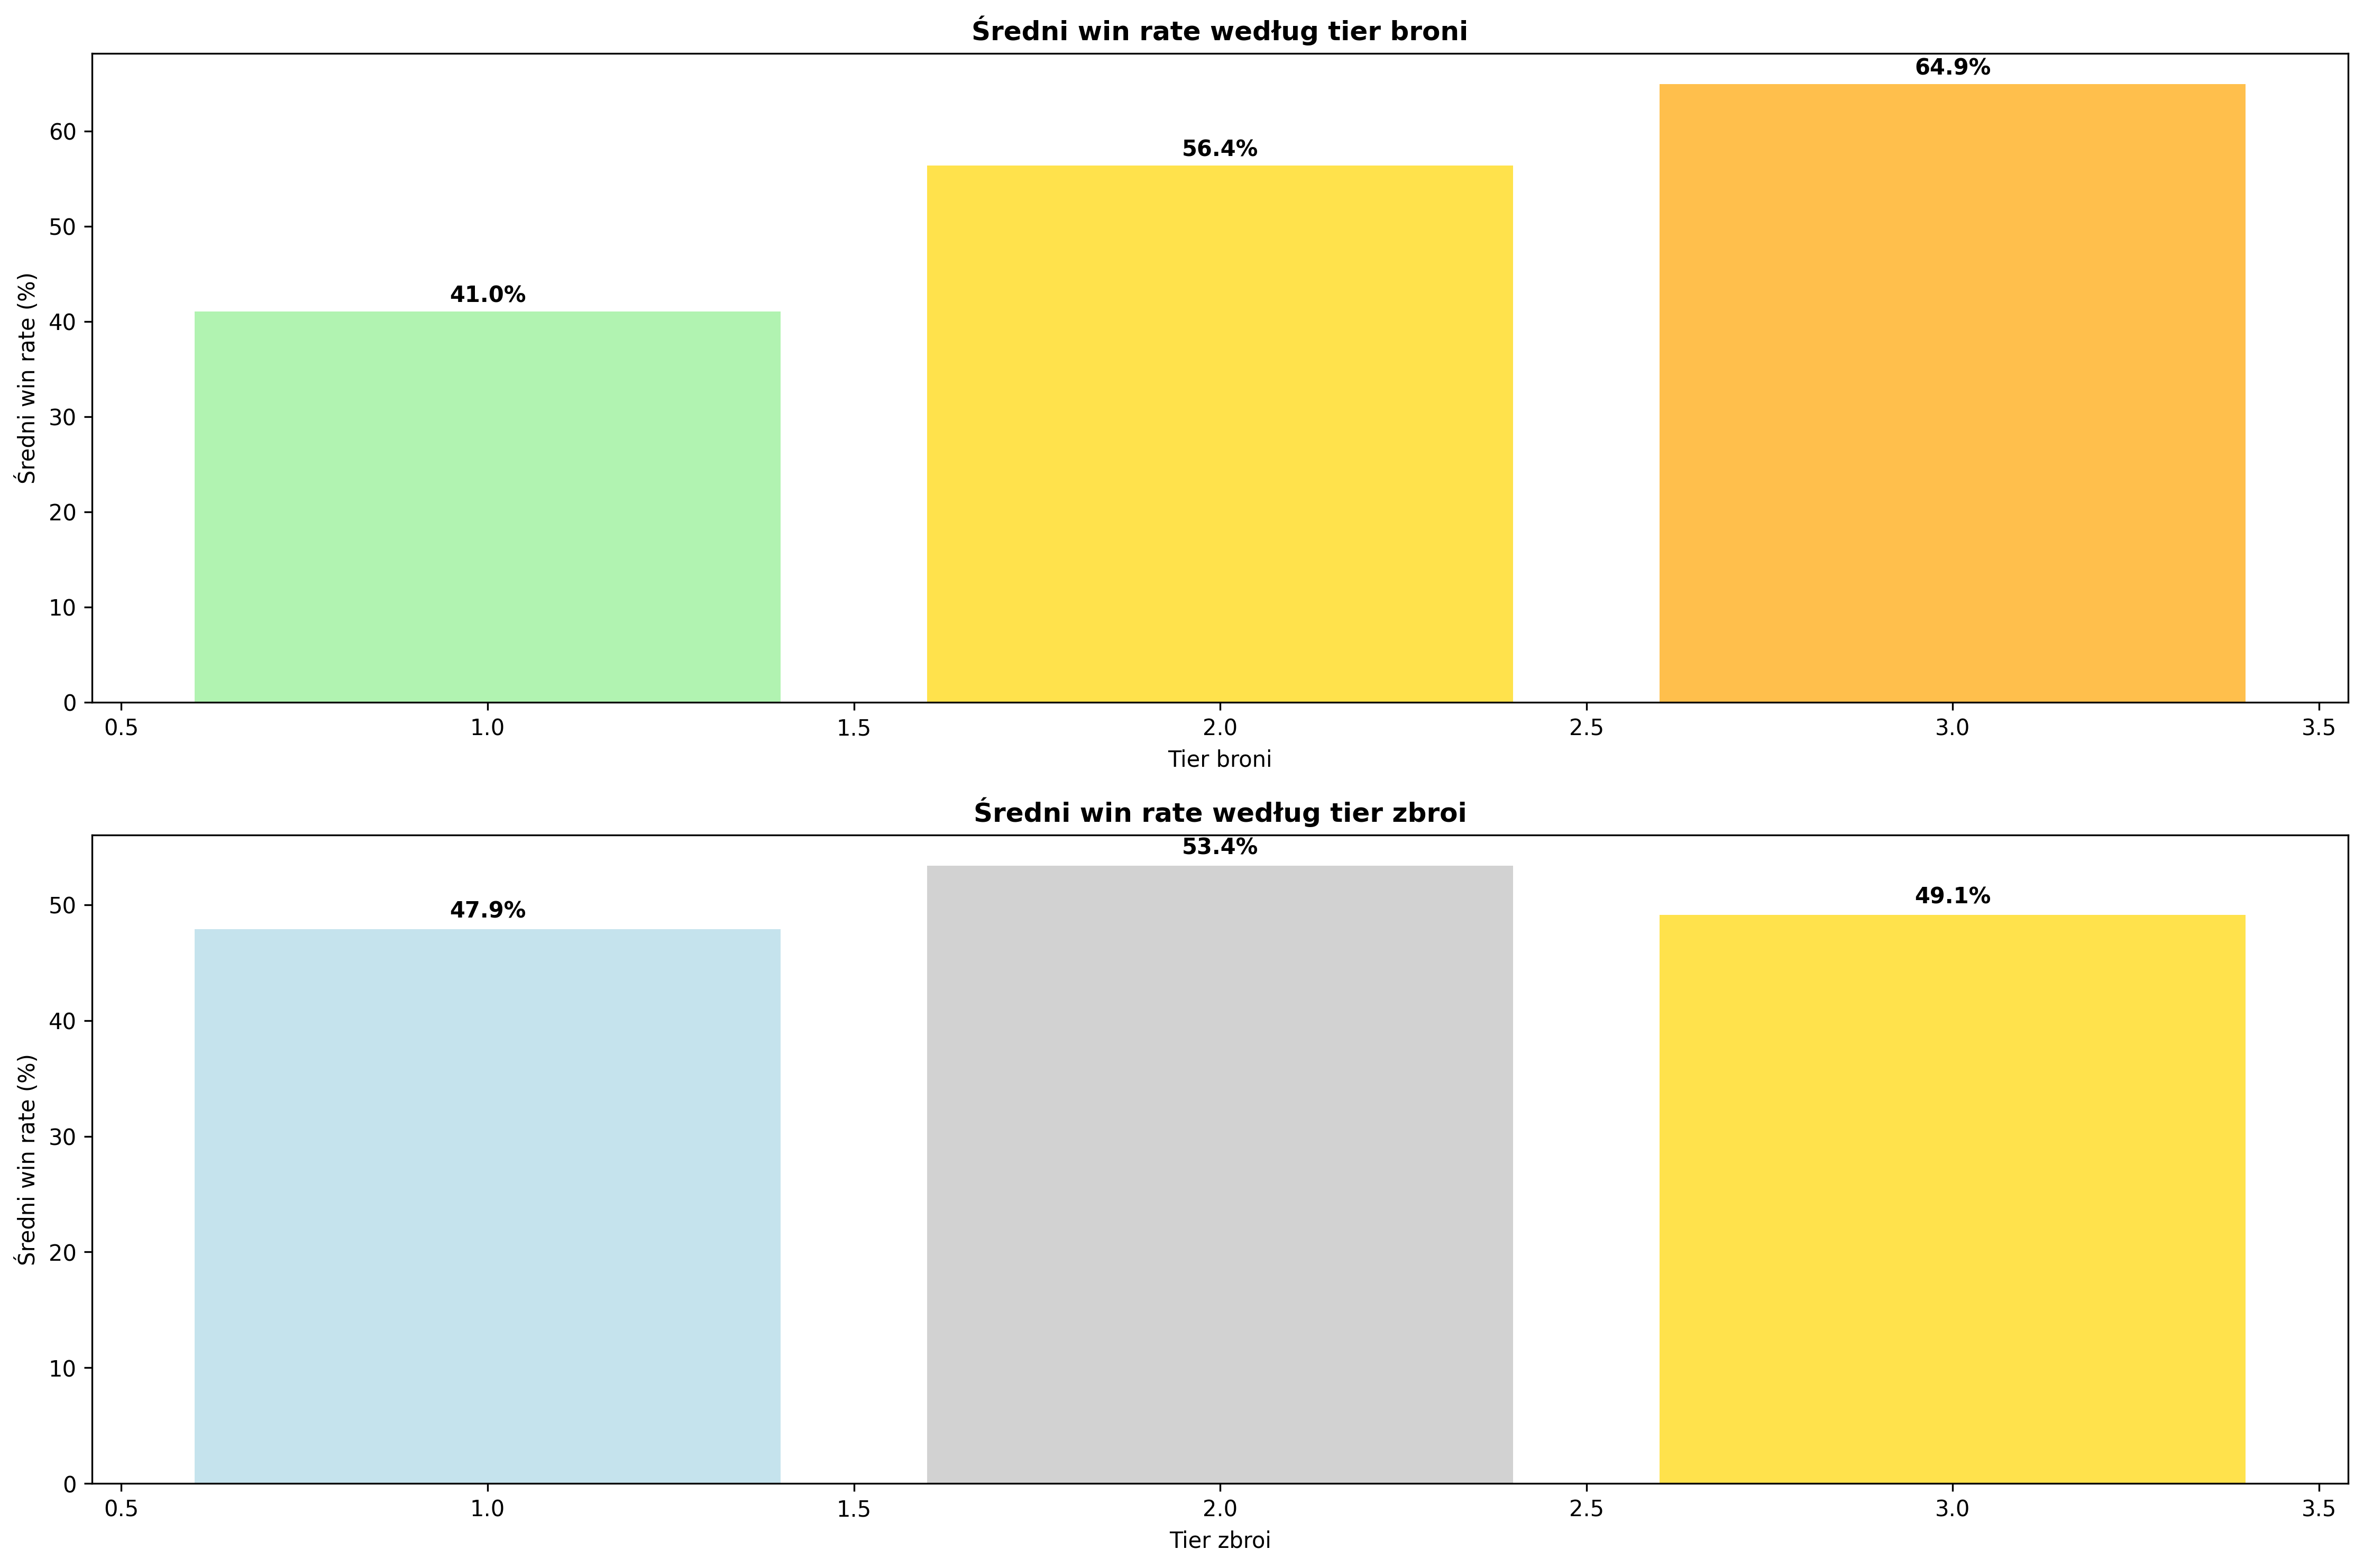 Średni win rate według tier broni
64.9%
56.4%
41.0%
60
50
40
30
20
10
0
Średni win rate (%)
0.5 1.0 1.5 2.0 2.5 3.0 3.5
Tier broni
Średni win rate według tier zbroi
53.4%
49.1%
47.9%
50
40
30
20
10
0
Średni win rate (%)
0.5 1.0 1.5 2.0 2.5 3.0 3.5
Tier zbroi